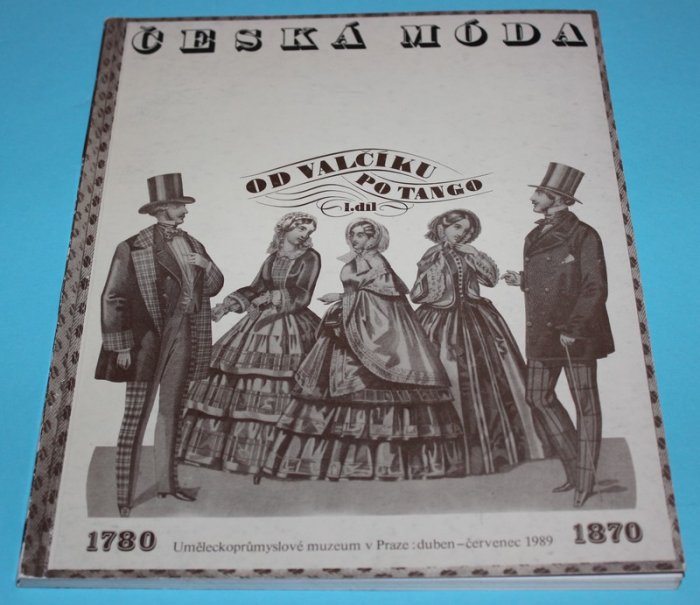 ČESKÁ MÓDA
OD VALČÍKU
PO TANGO
I.díl
1780 Uměleckoprůmyslové muzeum v Praze : duben – červenec 1989 1870